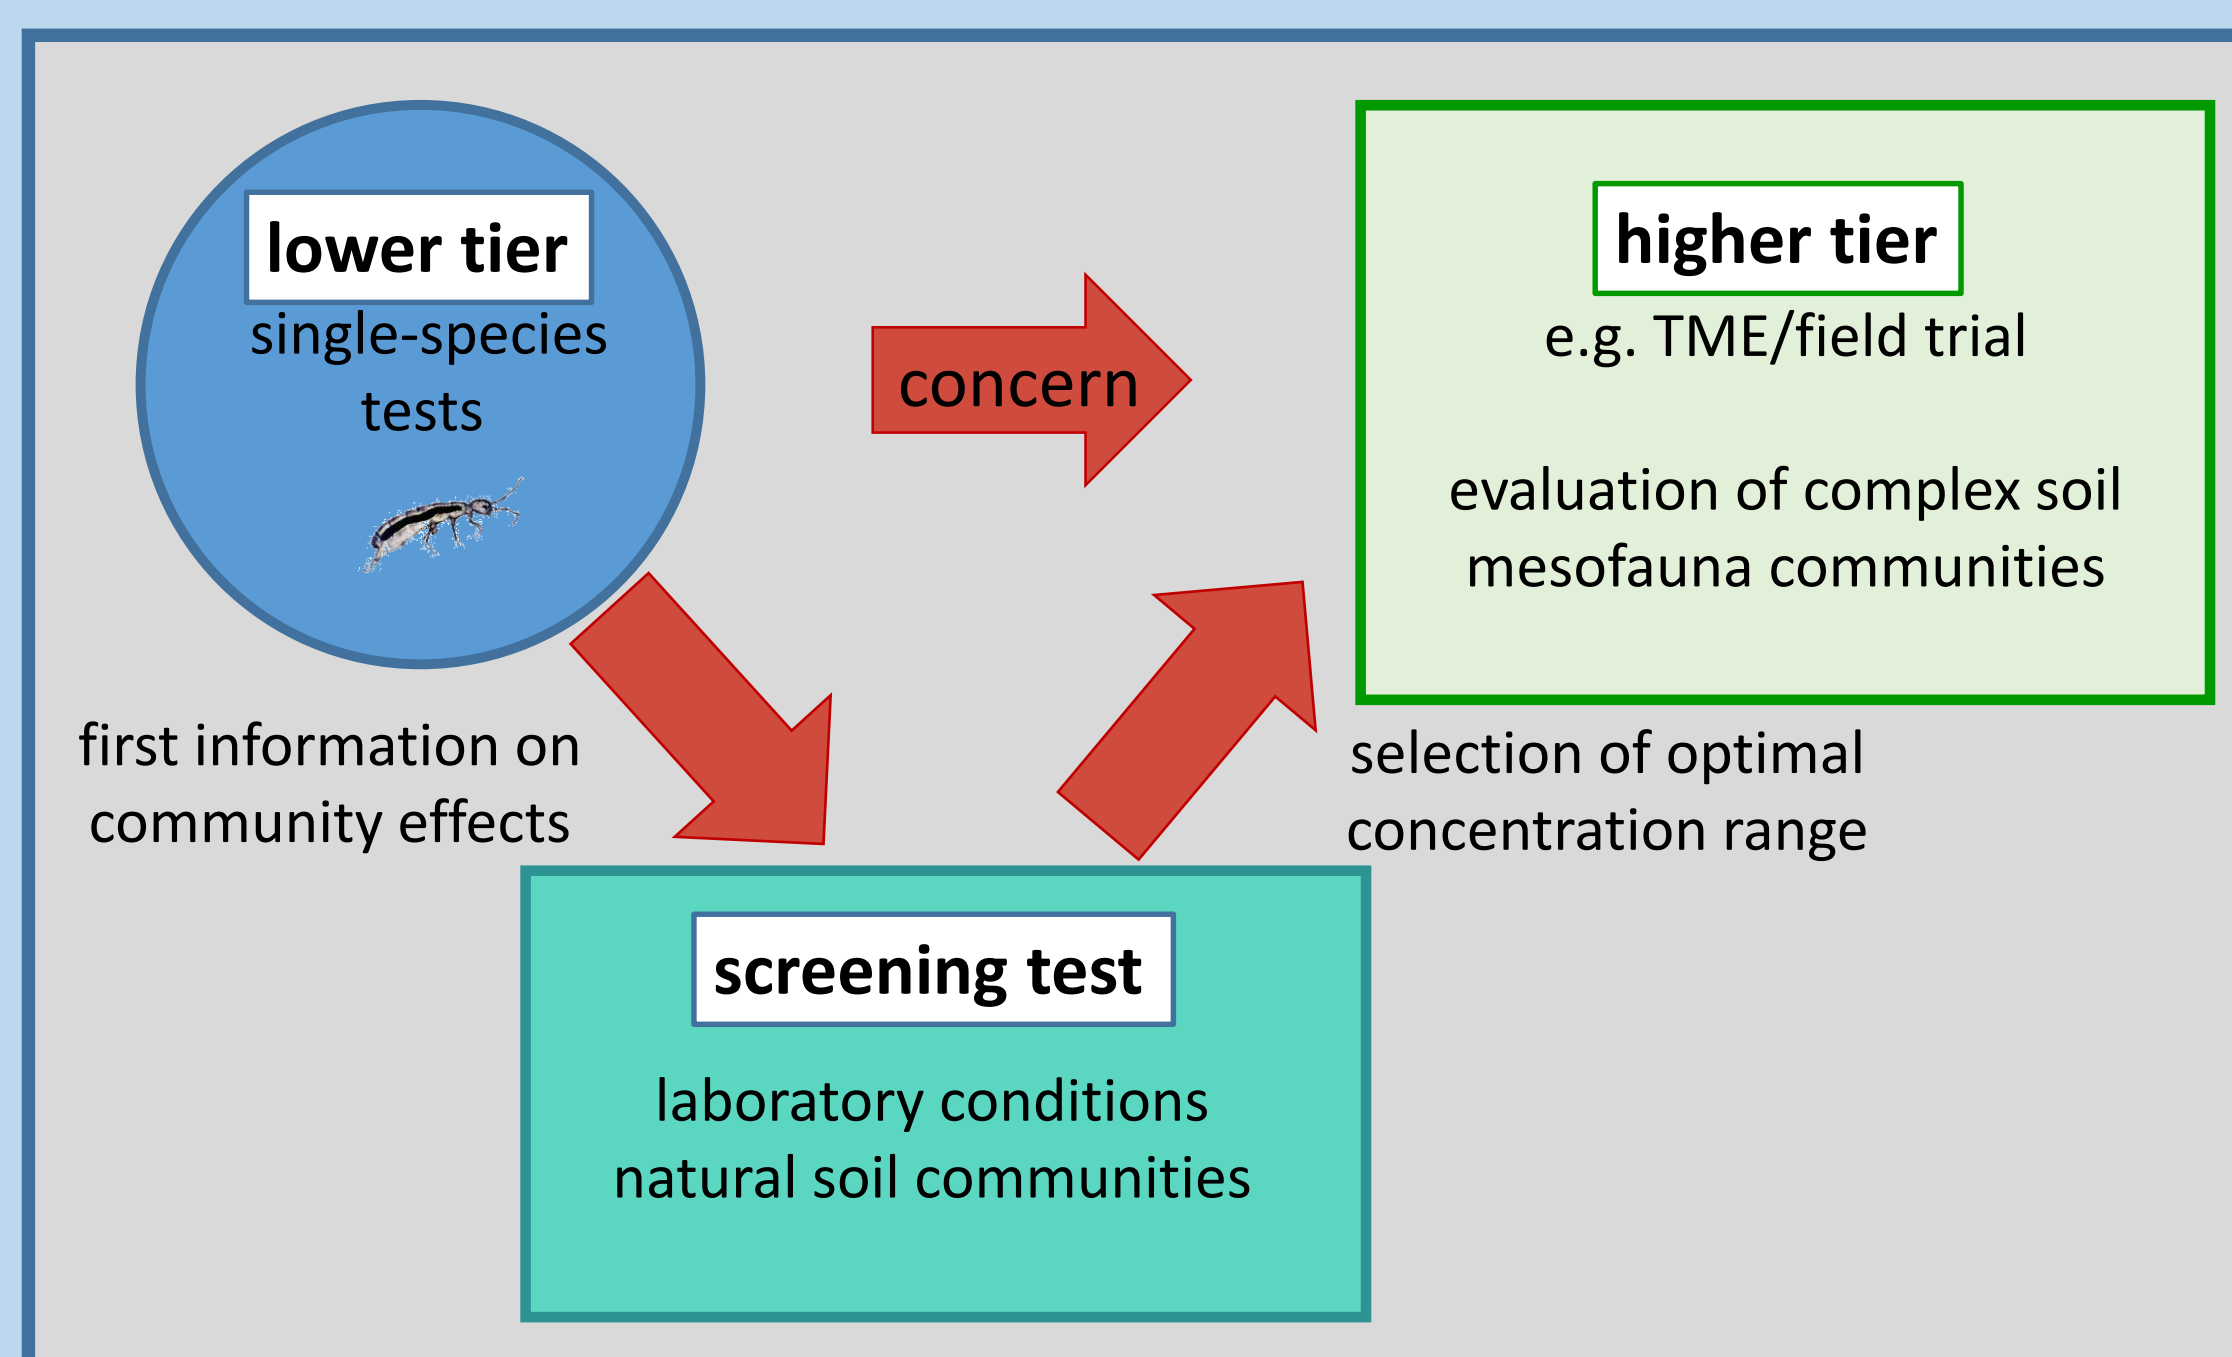 lower tier
single-species
tests
concern
higher tier
e.g. TME/field trial
evaluation of complex soil
mesofauna communities
first information on
community effects
selection of optimal
concentration range
screening test
laboratory conditions
natural soil communities